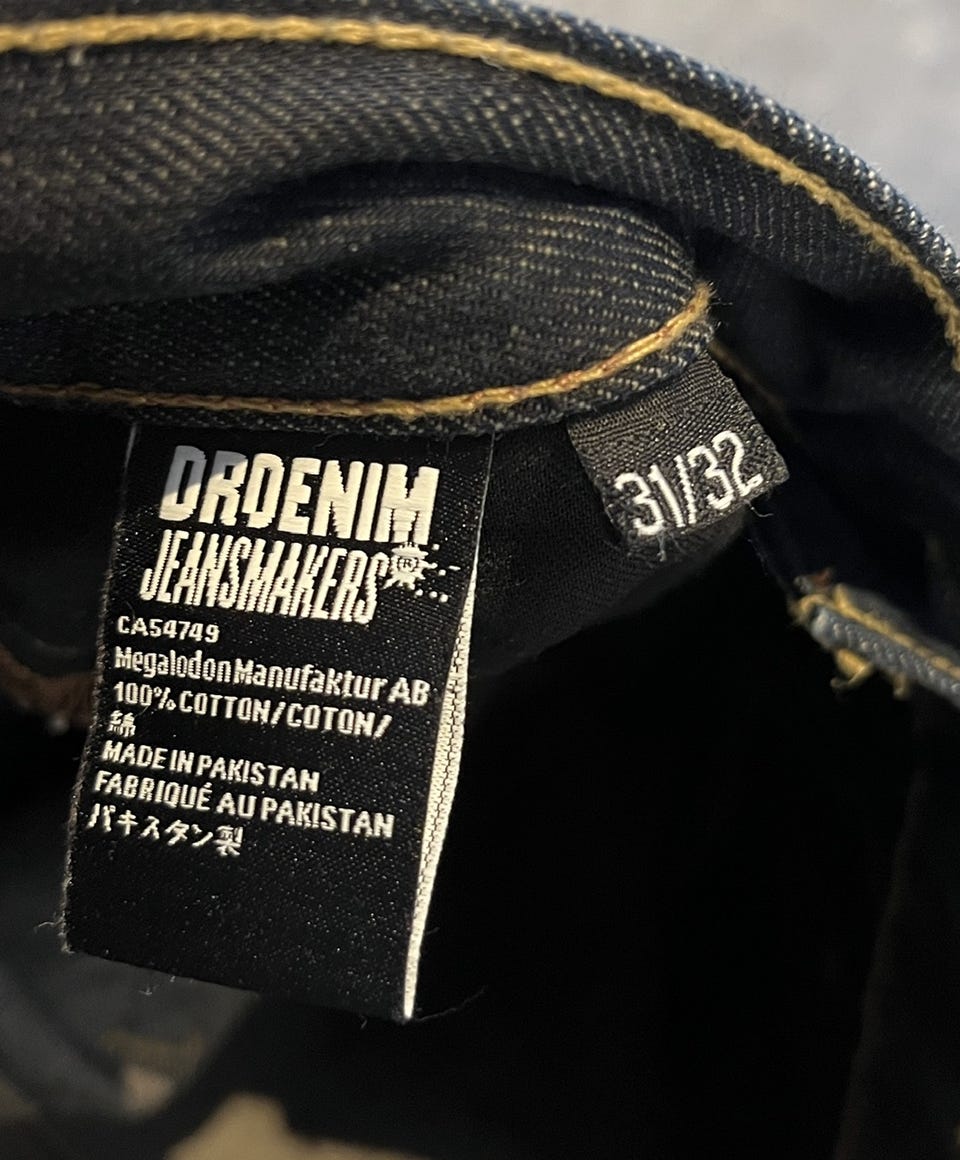 DRDENIM
JEANSMAKERS®
CA54749
Megalodon Manufaktur AB
100% COTTON/COTON/
綿
MADE IN PAKISTAN
FABRIQUÉ AU PAKISTAN
パキスタン製
31/32